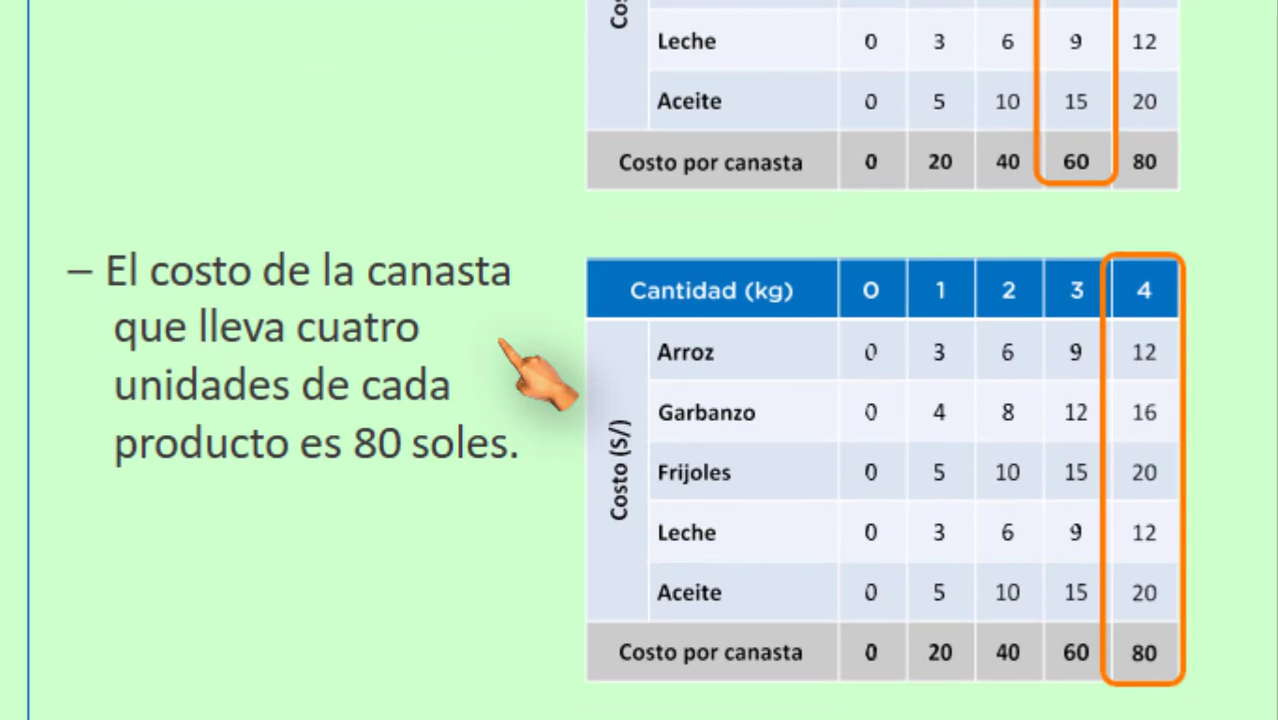 Leche 0 3 6 9 12
Aceite 0 5 10 15 20
Costo por canasta 0 20 40 60 80
– El costo de la canasta
que lleva cuatro
unidades de cada
producto es 80 soles.
Cantidad (kg) 0 1 2 3 4
Costo (S/)
Arroz 0 3 6 9 12
Garbanzo 0 4 8 12 16
Frijoles 0 5 10 15 20
Leche 0 3 6 9 12
Aceite 0 5 10 15 20
Costo por canasta 0 20 40 60 80